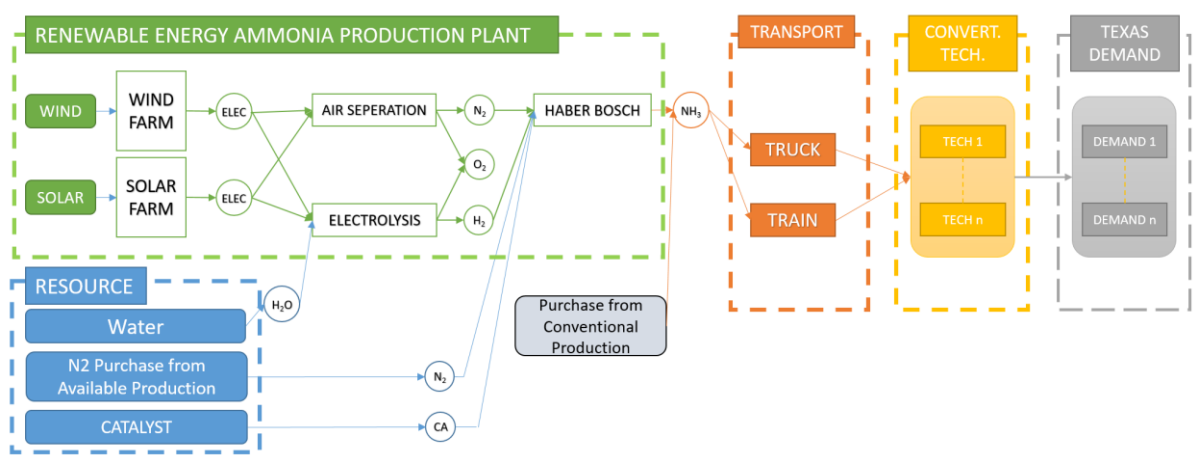 RENEWABLE ENERGY AMMONIA PRODUCTION PLANT
WIND
WIND
FARM
ELEC
AIR SEPERATION
N₂
HABER BOSCH
O₂
SOLAR
SOLAR
FARM
ELEC
ELECTROLYSIS
H₂
RESOURCE
H₂O
Water
N2 Purchase from
Available Production
N₂
CATALYST
CA
Purchase from
Conventional
Production
NH₃
TRANSPORT
TRUCK
TRAIN
CONVERT.
TECH.
TECH 1
TECH n
TEXAS
DEMAND
DEMAND 1
DEMAND n